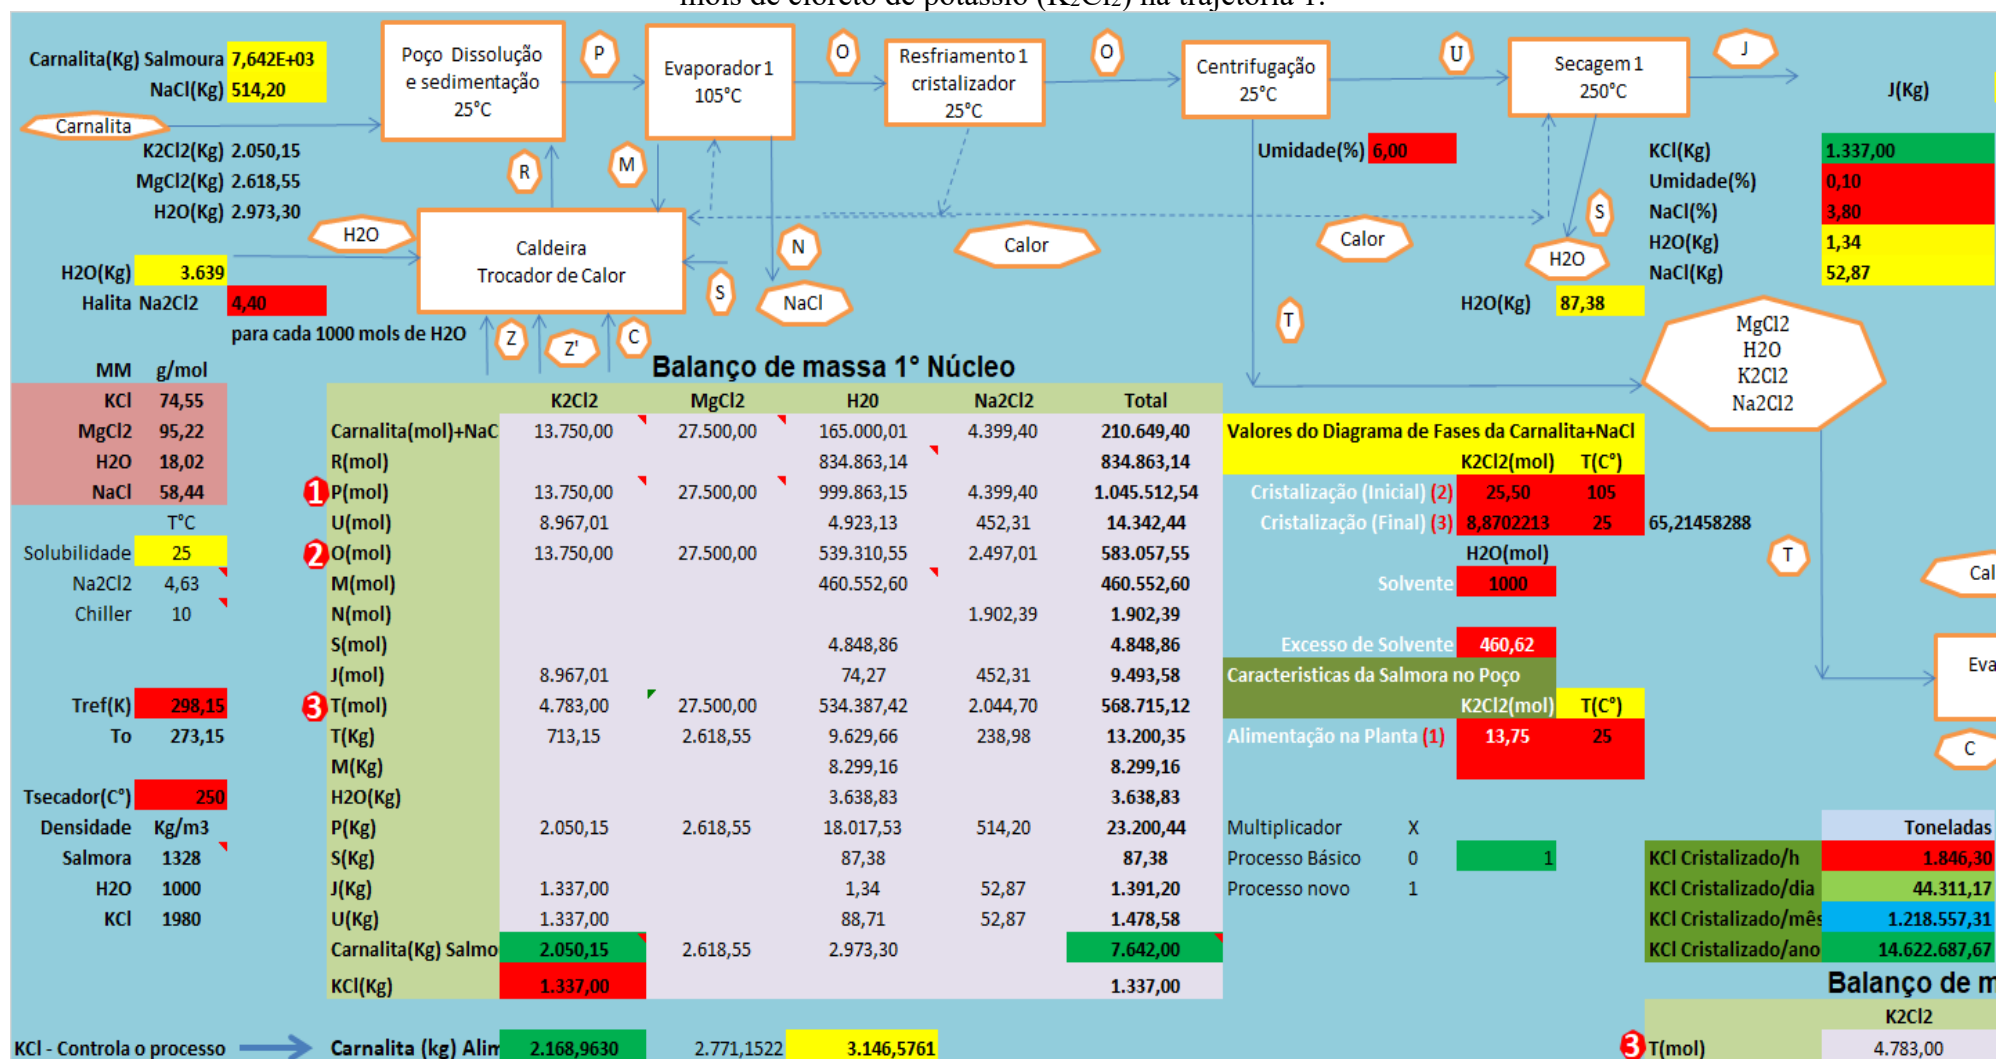 mols de cloreto de potássio (K2Cl2) na trajetória 1.
Carnalita(Kg) Salmoura 7,642E+03
NaCl(Kg) 514,20
Carnalita
K2Cl2(Kg) 2.050,15
MgCl2(Kg) 2.618,55
H2O(Kg) 2.973,30
H2O
H2O(Kg) 3.639
Halita Na2Cl2 4,40
para cada 1000 mols de H2O
Poço Dissolução
e sedimentação
25°C
P
Evaporador 1
105°C
O
Resfriamento 1
cristalizador
25°C
O
Centrifugação
25°C
U
Secagem 1
250°C
J
J(Kg)
R
M
Caldeira
Trocador de Calor
N
NaCl
S
Z
Z'
C
Calor
Calor
Umidade(%) 6,00
T
S
H2O
H2O(Kg) 87,38
KCl(Kg) 1.337,00
Umidade(%) 0,10
NaCl(%) 3,80
H2O(Kg) 1,34
NaCl(Kg) 52,87
MgCl2
H2O
K2Cl2
Na2Cl2
T
Cal
Eva
C
MM g/mol
KCl 74,55
MgCl2 95,22
H2O 18,02
NaCl 58,44
T°C
Solubilidade 25
Na2Cl2 4,63
Chiller 10
Tref(K) 298,15
To 273,15
Tsecador(C°) 250
Densidade Kg/m3
Salmora 1328
H2O 1000
KCl 1980
Balanço de massa 1° Núcleo
K2Cl2 MgCl2 H20 Na2Cl2 Total
Carnalita(mol)+NaC 13.750,00 27.500,00 165.000,01 4.399,40 210.649,40
R(mol) 834.863,14 834.863,14
1 P(mol) 13.750,00 27.500,00 999.863,15 4.399,40 1.045.512,54
U(mol) 8.967,01 4.923,13 452,31 14.342,44
2 O(mol) 13.750,00 27.500,00 539.310,55 2.497,01 583.057,55
M(mol) 460.552,60 460.552,60
N(mol) 1.902,39 1.902,39
S(mol) 4.848,86 4.848,86
J(mol) 8.967,01 74,27 452,31 9.493,58
3 T(mol) 4.783,00 27.500,00 534.387,42 2.044,70 568.715,12
T(Kg) 713,15 2.618,55 9.629,66 238,98 13.200,35
M(Kg) 8.299,16 8.299,16
H2O(Kg) 3.638,83 3.638,83
P(Kg) 2.050,15 2.618,55 18.017,53 514,20 23.200,44
S(Kg) 87,38 87,38
J(Kg) 1.337,00 1,34 52,87 1.391,20
U(Kg) 1.337,00 88,71 52,87 1.478,58
Carnalita(Kg) Salmo 2.050,15 2.618,55 2.973,30 7.642,00
KCl(Kg) 1.337,00 1.337,00
KCl - Controla o processo Carnalita (kg) Alin 2.168,9630 2.771,1522 3.146,5761
Valores do Diagrama de Fases da Carnalita+NaCl
K2Cl2(mol) T(C°)
Cristalização (Inicial) (2) 25,50 105
Cristalização (Final) (3) 8,8702213 25 65,21458288
H2O(mol)
Solvente 1000
Excesso de Solvente 460,62
Caracteristicas da Salmora no Poço
K2Cl2(mol) T(C°)
Alimentação na Planta (1) 13,75 25
Multiplicador X
Processo Básico 0 1
Processo novo 1
Toneladas
KCl Cristalizado/h 1.846,30
KCl Cristalizado/dia 44.311,17
KCl Cristalizado/mês 1.218.557,31
KCl Cristalizado/ano 14.622.687,67
Balanço de m
K2Cl2
3 T(mol) 4.783,00